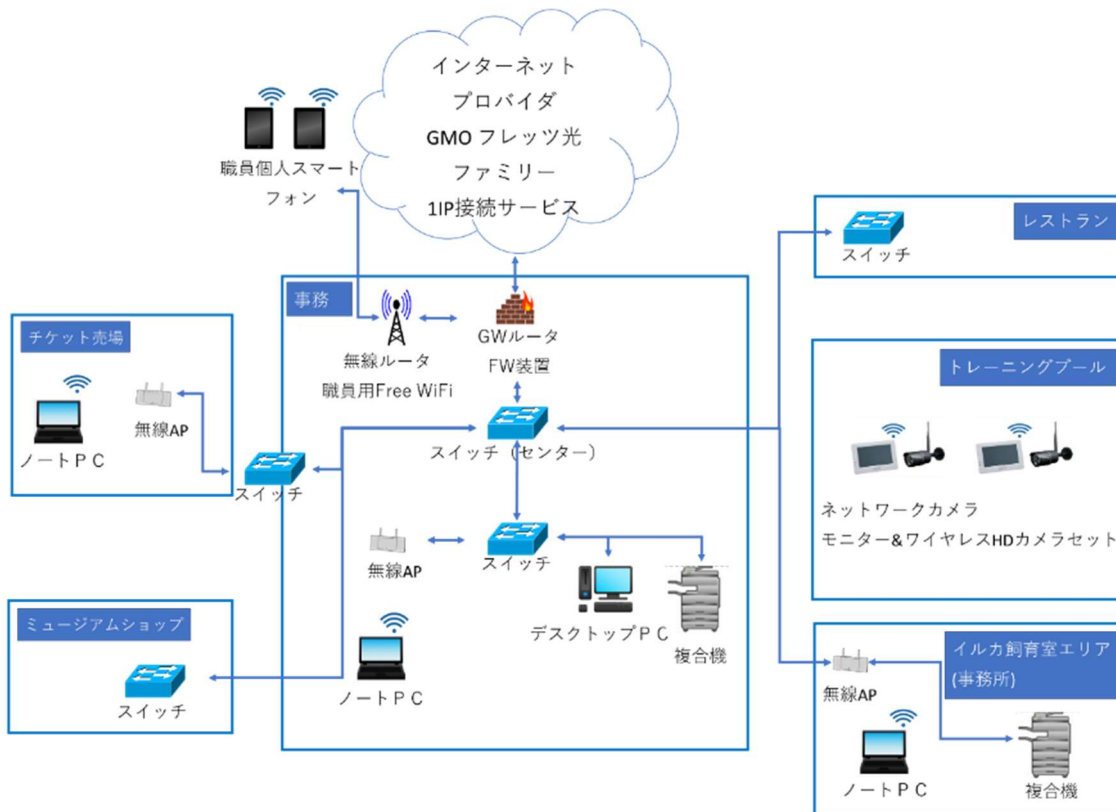 インターネット
プロバイダ
GMO フレッツ光
ファミリー
1IP接続サービス
職員個人スマート
フォン
事務
無線ルータ
職員用Free WiFi
GWルータ
FW装置
スイッチ（センター）
チケット売場
ノートＰＣ
無線AP
スイッチ
無線AP
スイッチ
デスクトップＰＣ
複合機
ノートＰＣ
ミュージアムショップ
スイッチ
レストラン
スイッチ
トレーニングプール
ネットワークカメラ
モニター&ワイヤレスHDカメラセット
イルカ飼育室エリア
(事務所)
無線AP
ノートＰＣ
複合機